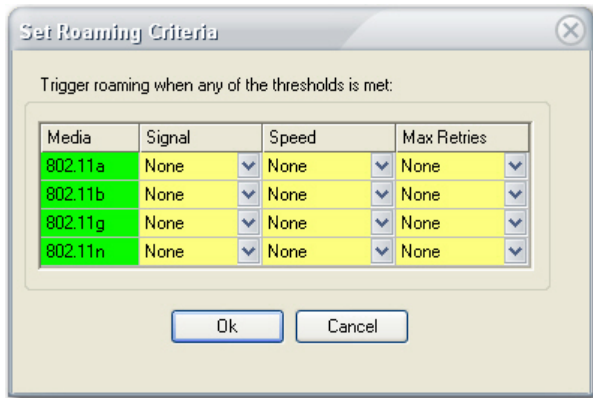 Set Roaming Criteria
Trigger roaming when any of the thresholds is met:
Media Signal Speed Max Retries
802.11a None None None
802.11b None None None
802.11g None None None
802.11n None None None
Ok Cancel